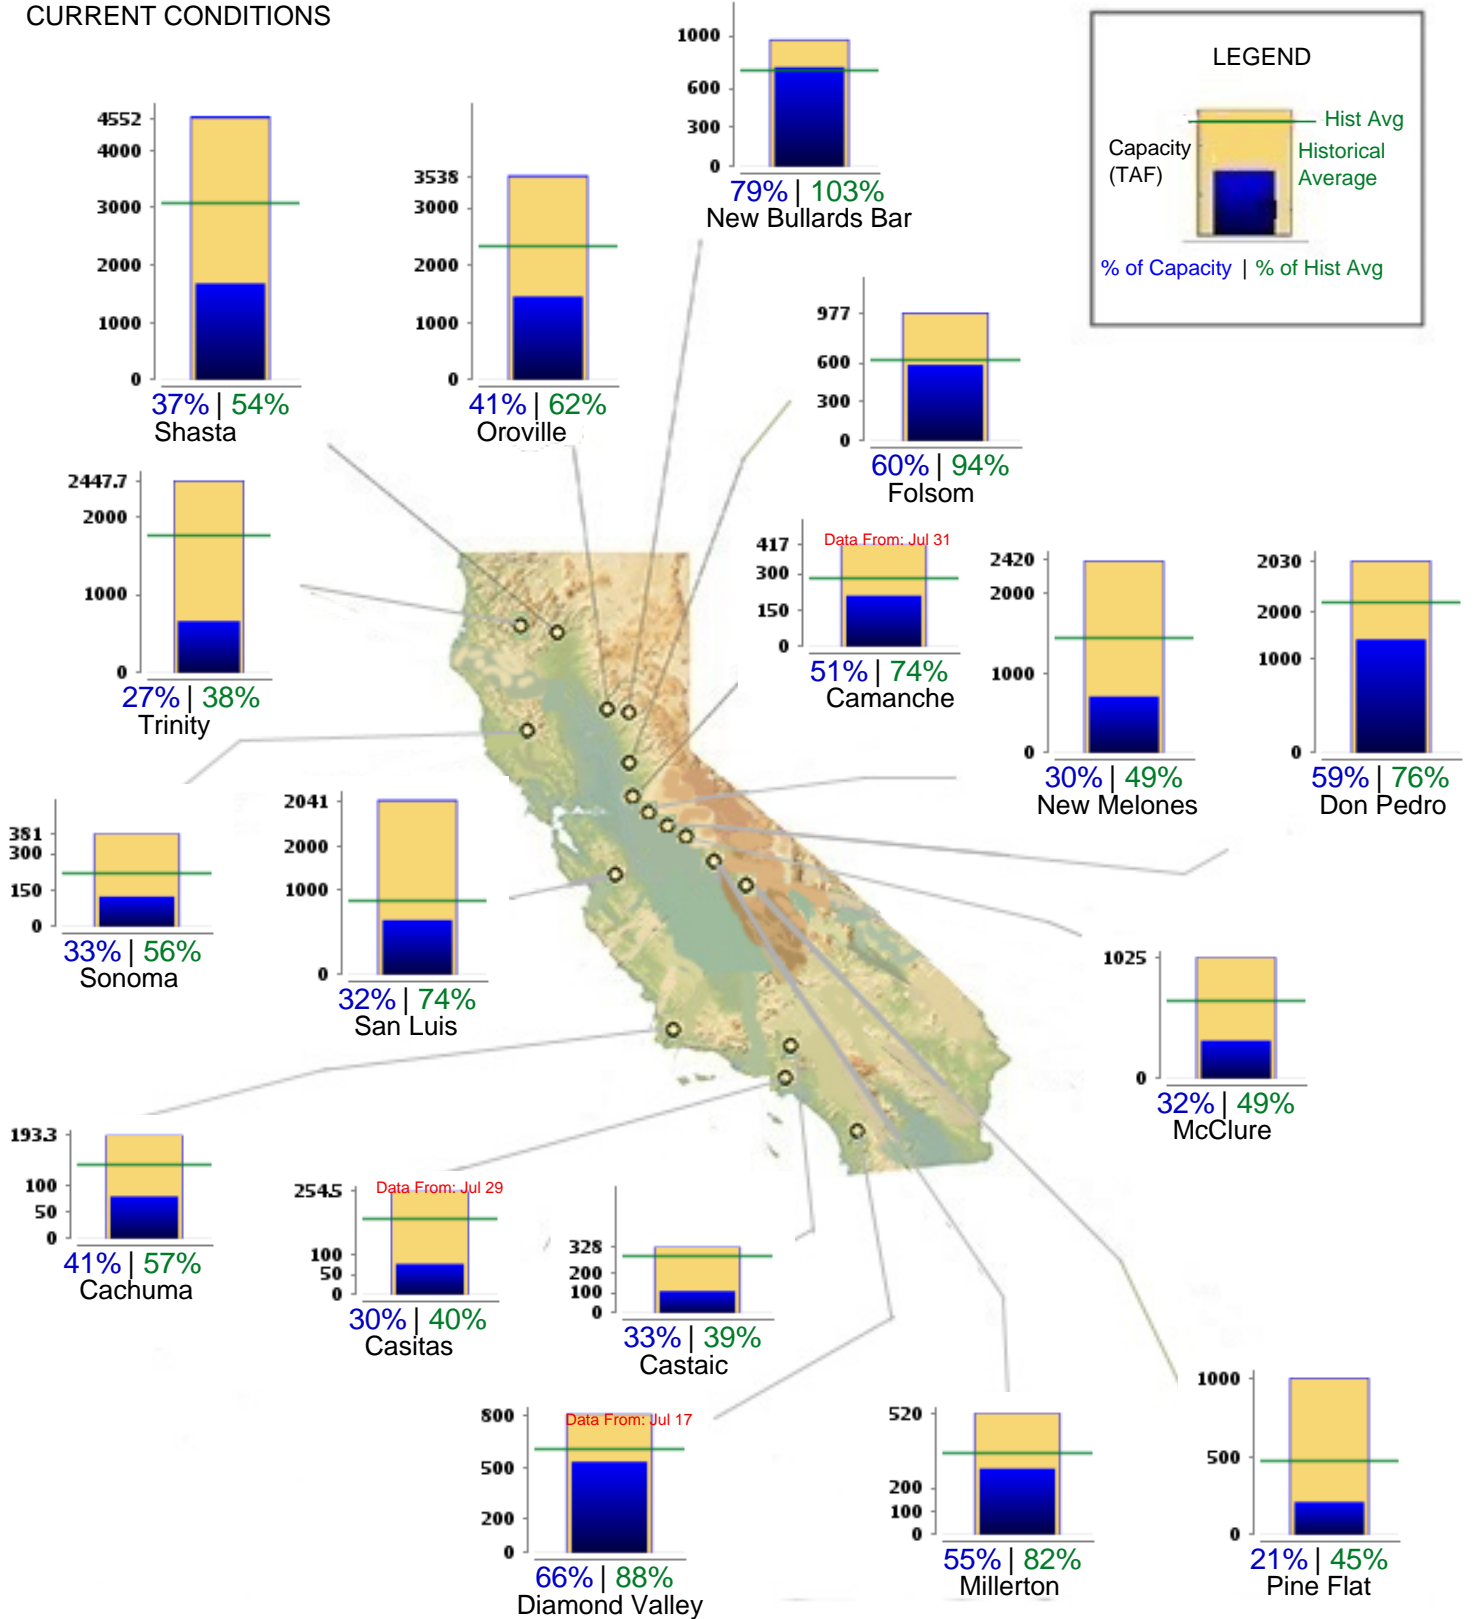 CURRENT CONDITIONS
LEGEND
Hist Avg
Capacity
(TAF)
Historical
Average
% of Capacity | % of Hist Avg
1000
600
300
0
79% | 103%
New Bullards Bar
4552
4000
3000
2000
1000
0
37% | 54%
Shasta
3538
3000
2000
1000
0
41% | 62%
Oroville
977
600
300
0
60% | 94%
Folsom
2447.7
2000
1000
0
27% | 38%
Trinity
Data From: Jul 31
417
300
150
0
51% | 74%
Camanche
2420
2000
1000
0
30% | 49%
New Melones
2030
2000
1000
0
59% | 76%
Don Pedro
381
300
150
0
33% | 56%
Sonoma
2041
2000
1000
0
32% | 74%
San Luis
1025
0
32% | 49%
McClure
193.3
100
50
0
41% | 57%
Cachuma
Data From: Jul 29
254.5
100
50
0
30% | 40%
Casitas
328
200
100
0
33% | 39%
Castaic
Data From: Jul 17
800
500
200
0
66% | 88%
Diamond Valley
520
200
100
0
55% | 82%
Millerton
1000
500
0
21% | 45%
Pine Flat